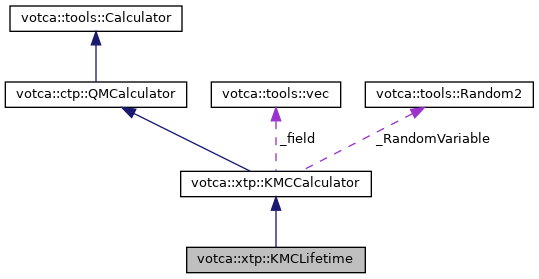 votca::tools::Calculator
votca::ctp::QMCalculator
votca::tools::vec
votca::tools::Random2
_field
_RandomVariable
votca::xtp::KMCCalculator
votca::xtp::KMCLifetime